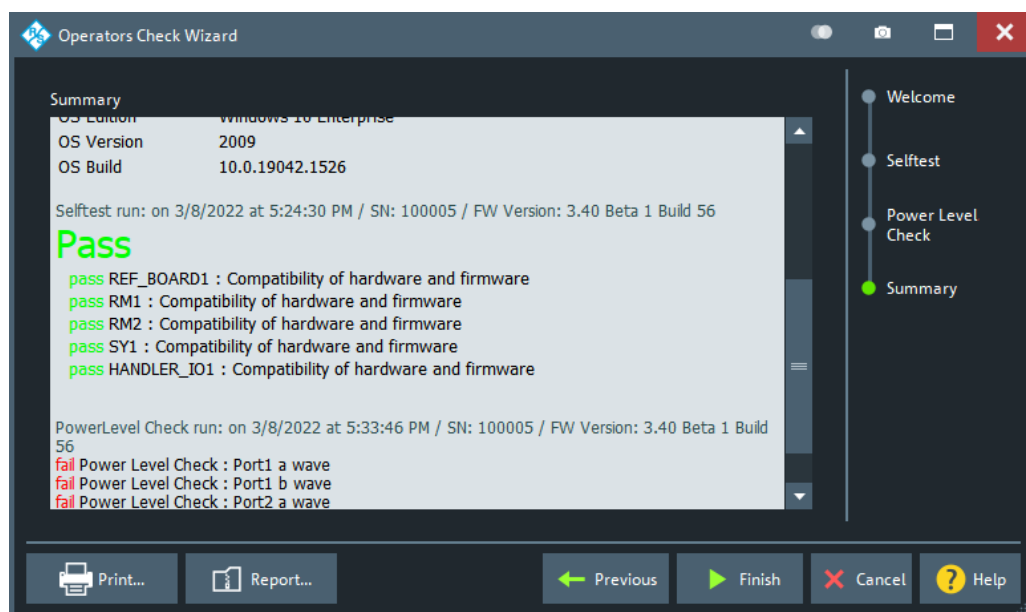 Operators Check Wizard
Summary
OS Edition Windows 10 Enterprise
OS Version 2009
OS Build 10.0.19042.1526
Selftest run: on 3/8/2022 at 5:24:30 PM / SN: 100005 / FW Version: 3.40 Beta 1 Build 56
Pass
pass REF_BOARD1 : Compatibility of hardware and firmware
pass RM1 : Compatibility of hardware and firmware
pass RM2 : Compatibility of hardware and firmware
pass SY1 : Compatibility of hardware and firmware
pass HANDLER_IO1 : Compatibility of hardware and firmware
PowerLevel Check run: on 3/8/2022 at 5:33:46 PM / SN: 100005 / FW Version: 3.40 Beta 1 Build
56
fail Power Level Check : Port1 a wave
fail Power Level Check : Port1 b wave
fail Power Level Check : Port2 a wave
Welcome
Selftest
Power Level
Check
Summary
Print...
Report...
Previous
Finish
Cancel
? Help